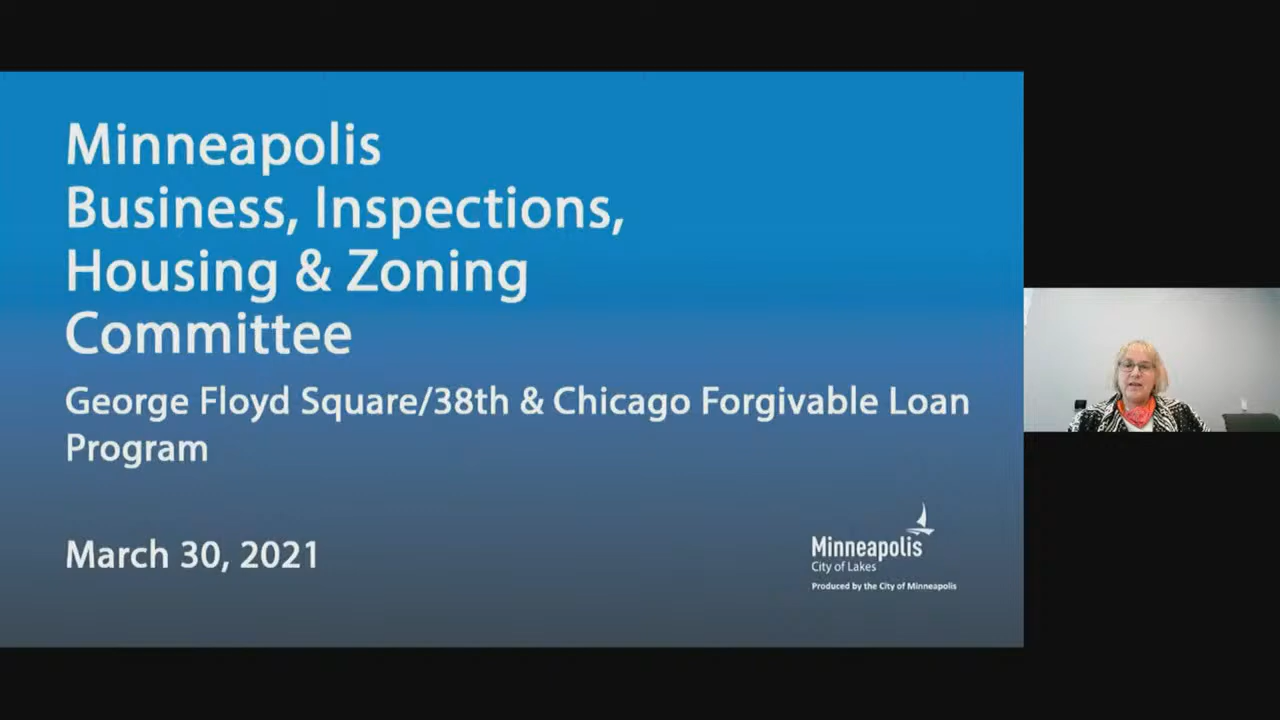 Minneapolis
Business, Inspections,
Housing & Zoning
Committee
George Floyd Square/38th & Chicago Forgivable Loan
Program
March 30, 2021
Minneapolis
City of Lakes
Produced by the City of Minneapolis